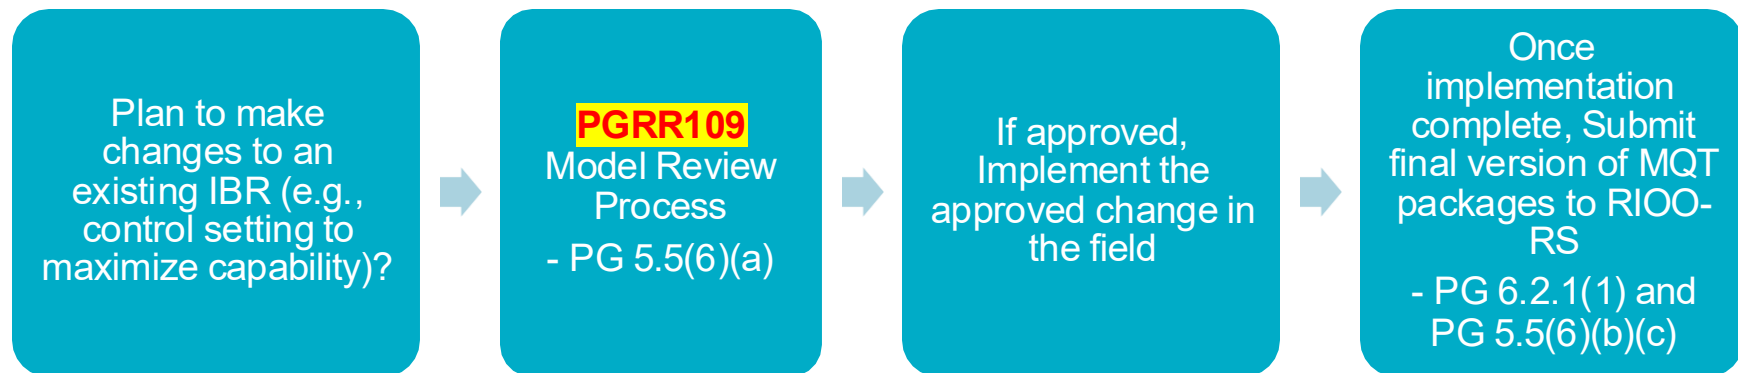 Plan to make
changes to an
existing IBR (e.g.,
control setting to
maximize capability)?
PGRR109
Model Review
Process
- PG 5.5(6)(a)
If approved,
Implement the
approved change in
the field
Once
implementation
complete, Submit
final version of MQT
packages to RIOO-
RS
- PG 6.2.1(1) and
PG 5.5(6)(b)(c)